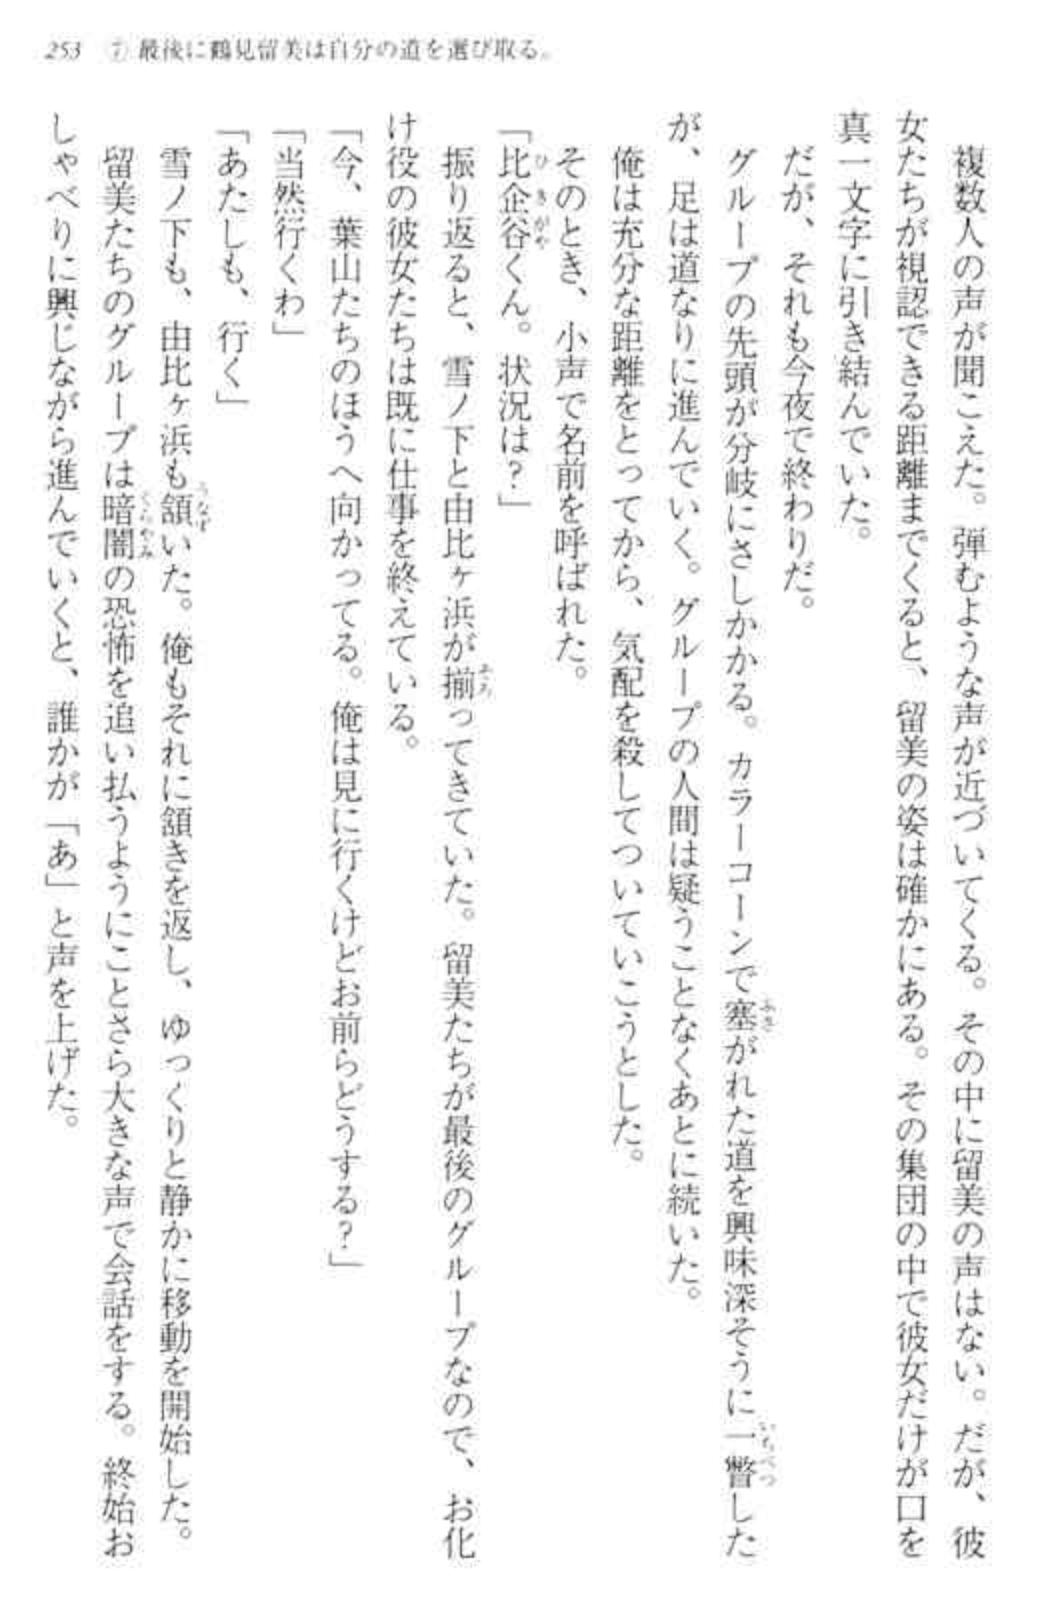 253 ⑦ 最後に鶴見留美は自分の道を選び取る。
複数人の声が聞こえた。弾むような声が近づいてくる。その中に留美の声はない。だが、彼
女たちが視認できる距離までくると、留美の姿は確かにある。その集団の中で彼女だけが口を
真一文字に引き結んでいた。
だが、それも今夜で終わりだ。
グループの先頭が分岐にさしかかる。カラーコーンで塞がれた道を興味深そうに一瞥した
が、足は道なりに進んでいく。グループの人間は疑うことなくあとに続いた。
俺は充分な距離をとってから、気配を殺してついていこうとした。
そのとき、小声で名前を呼ばれた。
「比企谷くん。状況は？」
振り返ると、雪ノ下と由比ヶ浜が揃ってきていた。留美たちが最後のグループなので、お化
け役の彼女たちは既に仕事を終えている。
「今、葉山たちのほうへ向かってる。俺は見に行くけどお前らどうする？」
「当然行くわ」
「あたしも、行く」
雪ノ下も、由比ヶ浜も頷いた。俺もそれに頷きを返し、ゆっくりと静かに移動を開始した。
留美たちのグループは暗闇の恐怖を追い払うようにことさら大きな声で会話をする。終始お
しゃべりに興じながら進んでいくと、誰かが「あ」と声を上げた。